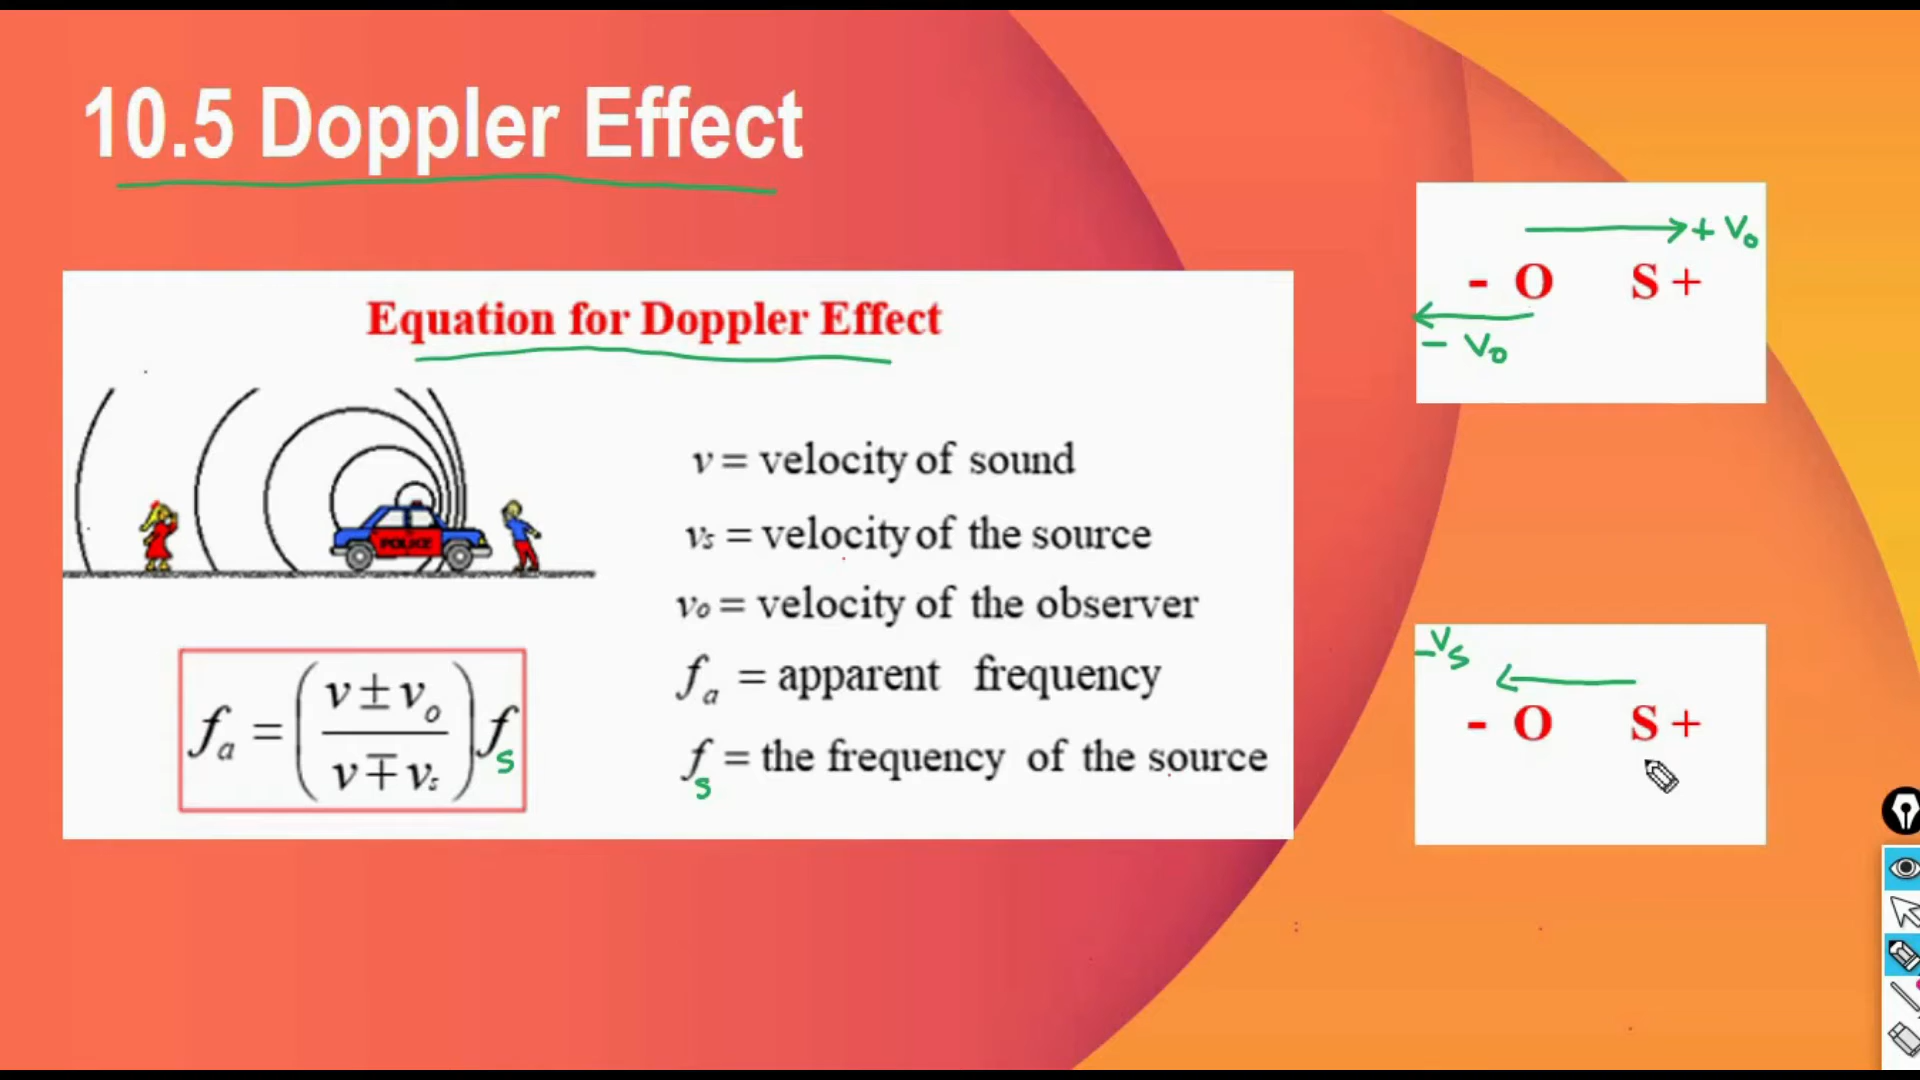 10.5 Doppler Effect
Equation for Doppler Effect
POLICE
v = velocity of sound
vs = velocity of the source
vo = velocity of the observer
fa = apparent frequency
fs = the frequency of the source
fa = (v ± vo / v ∓ vs) fs
+ Vo
- O S +
- Vo
-Vs
- O S +